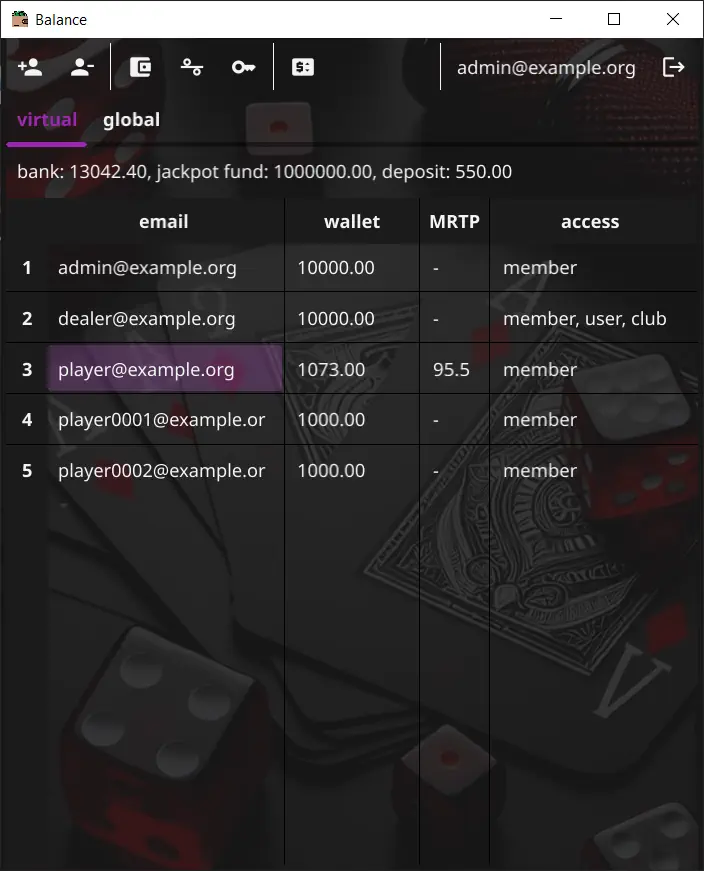 Balance
admin@example.org
virtual global
bank: 13042.40, jackpot fund: 1000000.00, deposit: 550.00
email wallet MRTP access
1 admin@example.org 10000.00 - member
2 dealer@example.org 10000.00 - member, user, club
3 player@example.org 1073.00 95.5 member
4 player0001@example.or 1000.00 - member
5 player0002@example.or 1000.00 - member